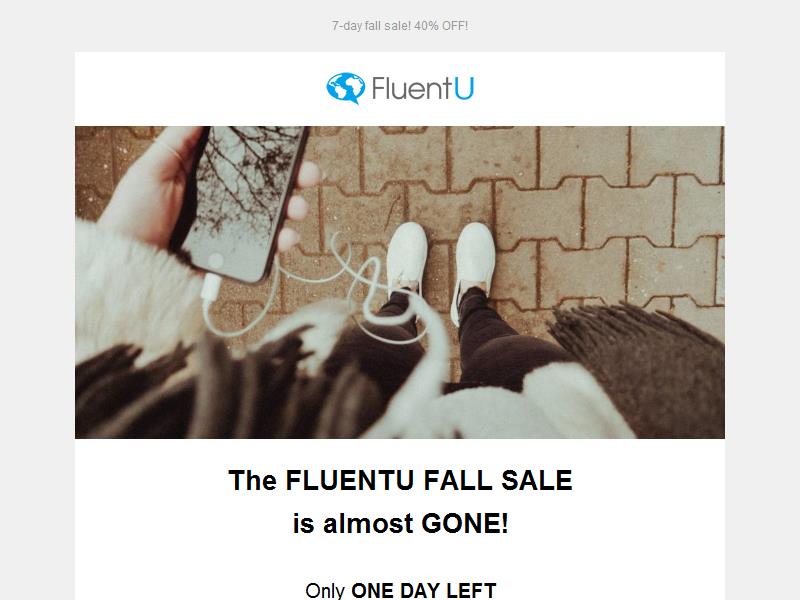 7-day fall sale! 40% OFF!
FluentU
The FLUENTU FALL SALE
is almost GONE!
Only ONE DAY LEFT